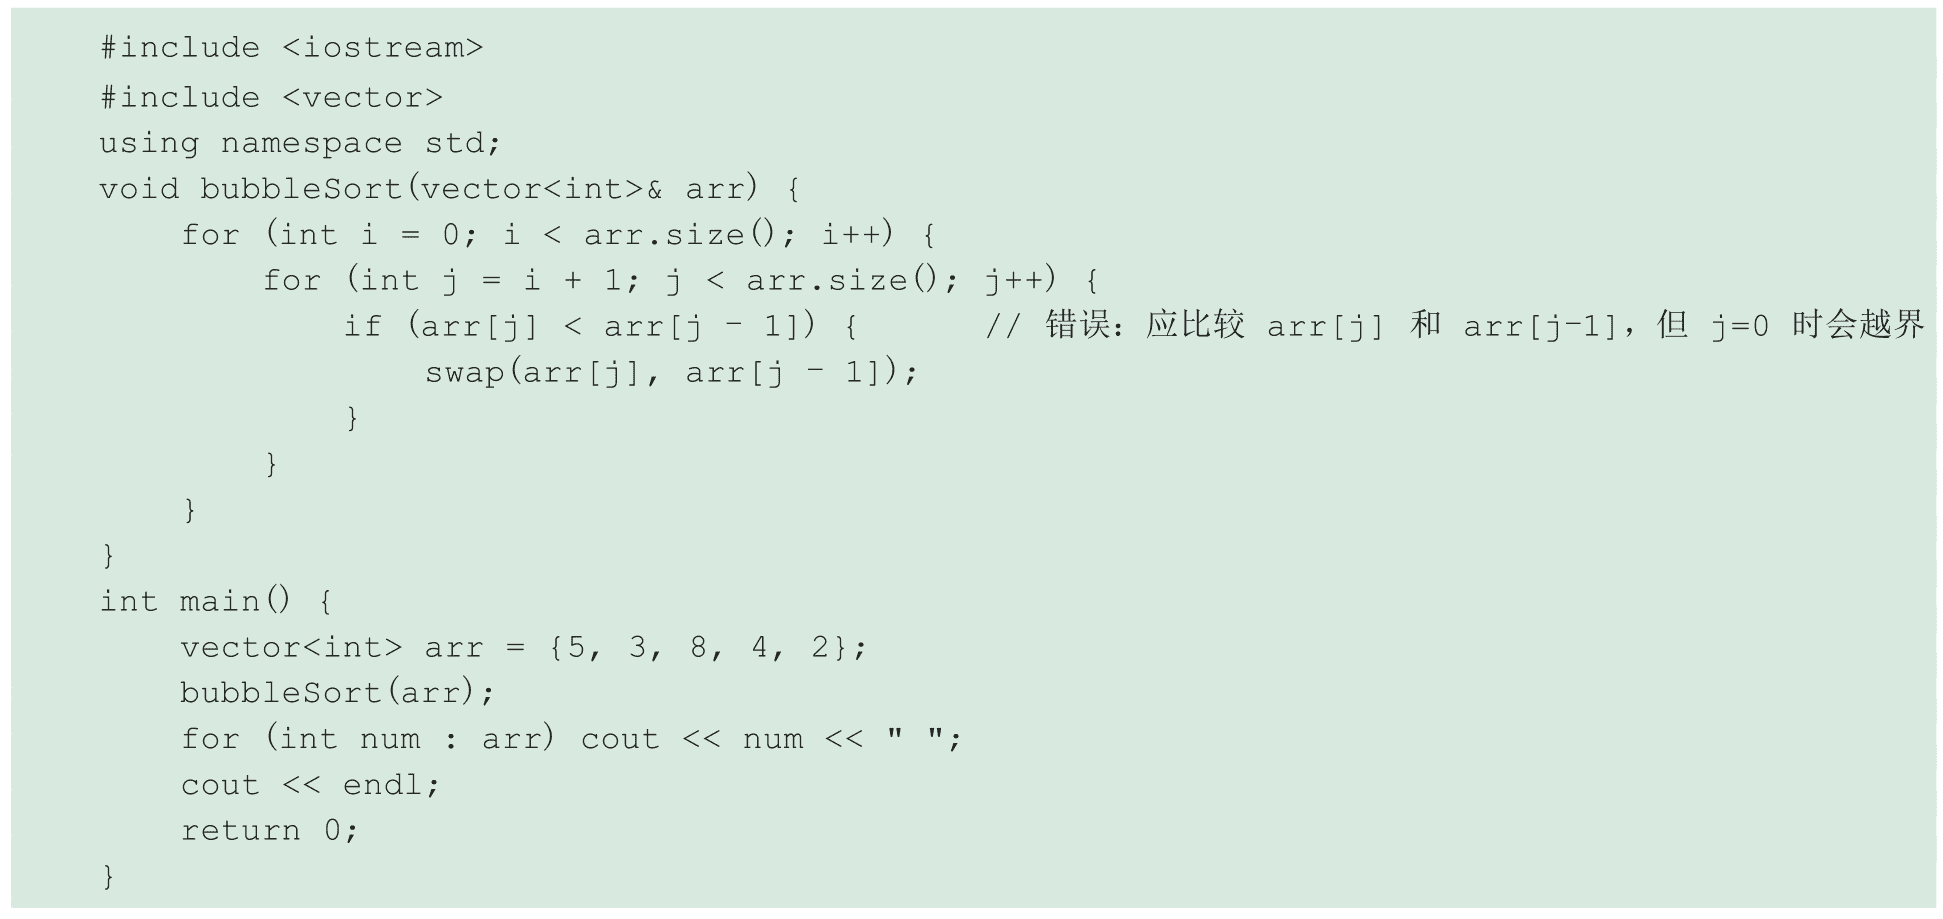 #include <iostream>
#include <vector>
using namespace std;
void bubbleSort(vector<int>& arr) {
    for (int i = 0; i < arr.size(); i++) {
        for (int j = i + 1; j < arr.size(); j++) {
            if (arr[j] < arr[j - 1]) {      // 错误：应比较 arr[j] 和 arr[j-1]，但 j=0 时会越界
                swap(arr[j], arr[j - 1]);
            }
        }
    }
}
int main() {
    vector<int> arr = {5, 3, 8, 4, 2};
    bubbleSort(arr);
    for (int num : arr) cout << num << " ";
    cout << endl;
    return 0;
}